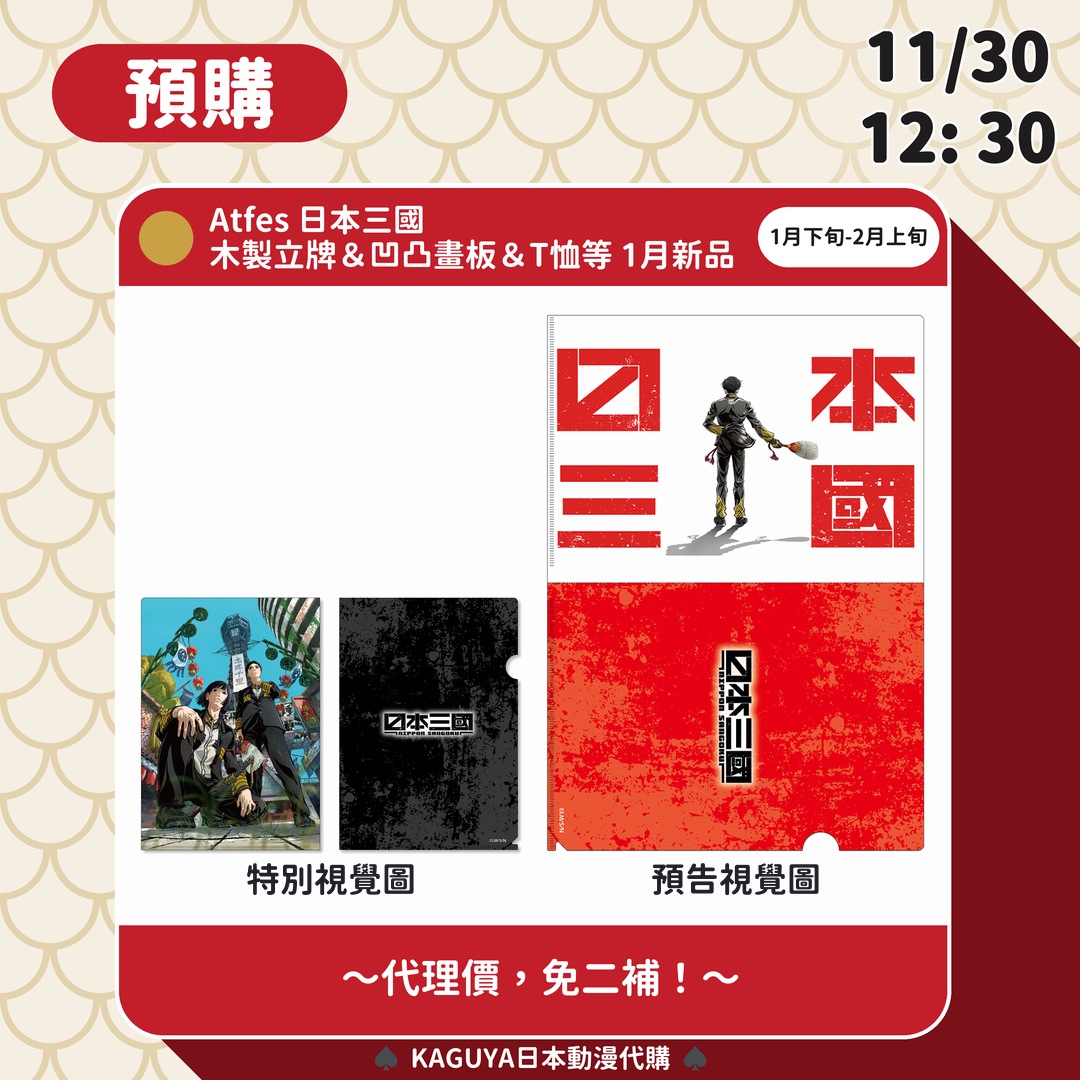 預購
11/30
12: 30
Atfes 日本三國
木製立牌＆凹凸畫板＆T恤等 1月新品
1月下旬-2月上旬
日本
三國
日本三國
NIPPON SANGOKU
日本三國
NIPPON SANGOKU
特別視覺圖
預告視覺圖
～代理價，免二補！～
♠ KAGUYA日本動漫代購 ♠